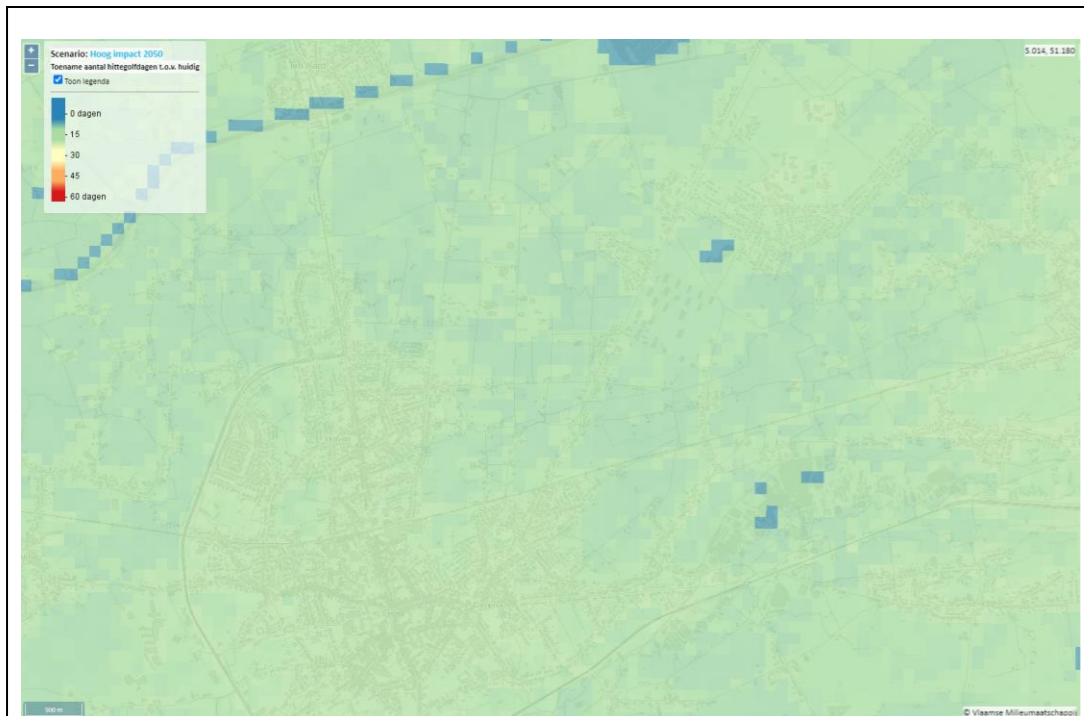 +
−
Scenario: Hoog impact 2050
Toename aantal hittegolfdagen t.o.v. huidig
Toon legenda
- 0 dagen
- 15
- 30
- 45
- 60 dagen
5.014, 51.180
500 m
© Vlaamse Milieumaatschappij